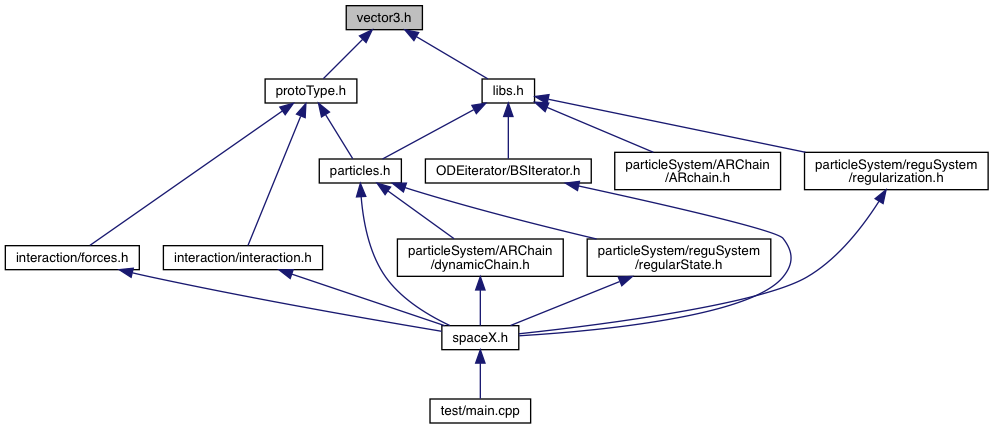 vector3.h
protoType.h
libs.h
particles.h
ODEiterator/BSIterator.h
particleSystem/ARChain
/ARchain.h
particleSystem/reguSystem
/regularization.h
interaction/forces.h
interaction/interaction.h
particleSystem/ARChain
/dynamicChain.h
particleSystem/reguSystem
/regularState.h
spaceX.h
test/main.cpp